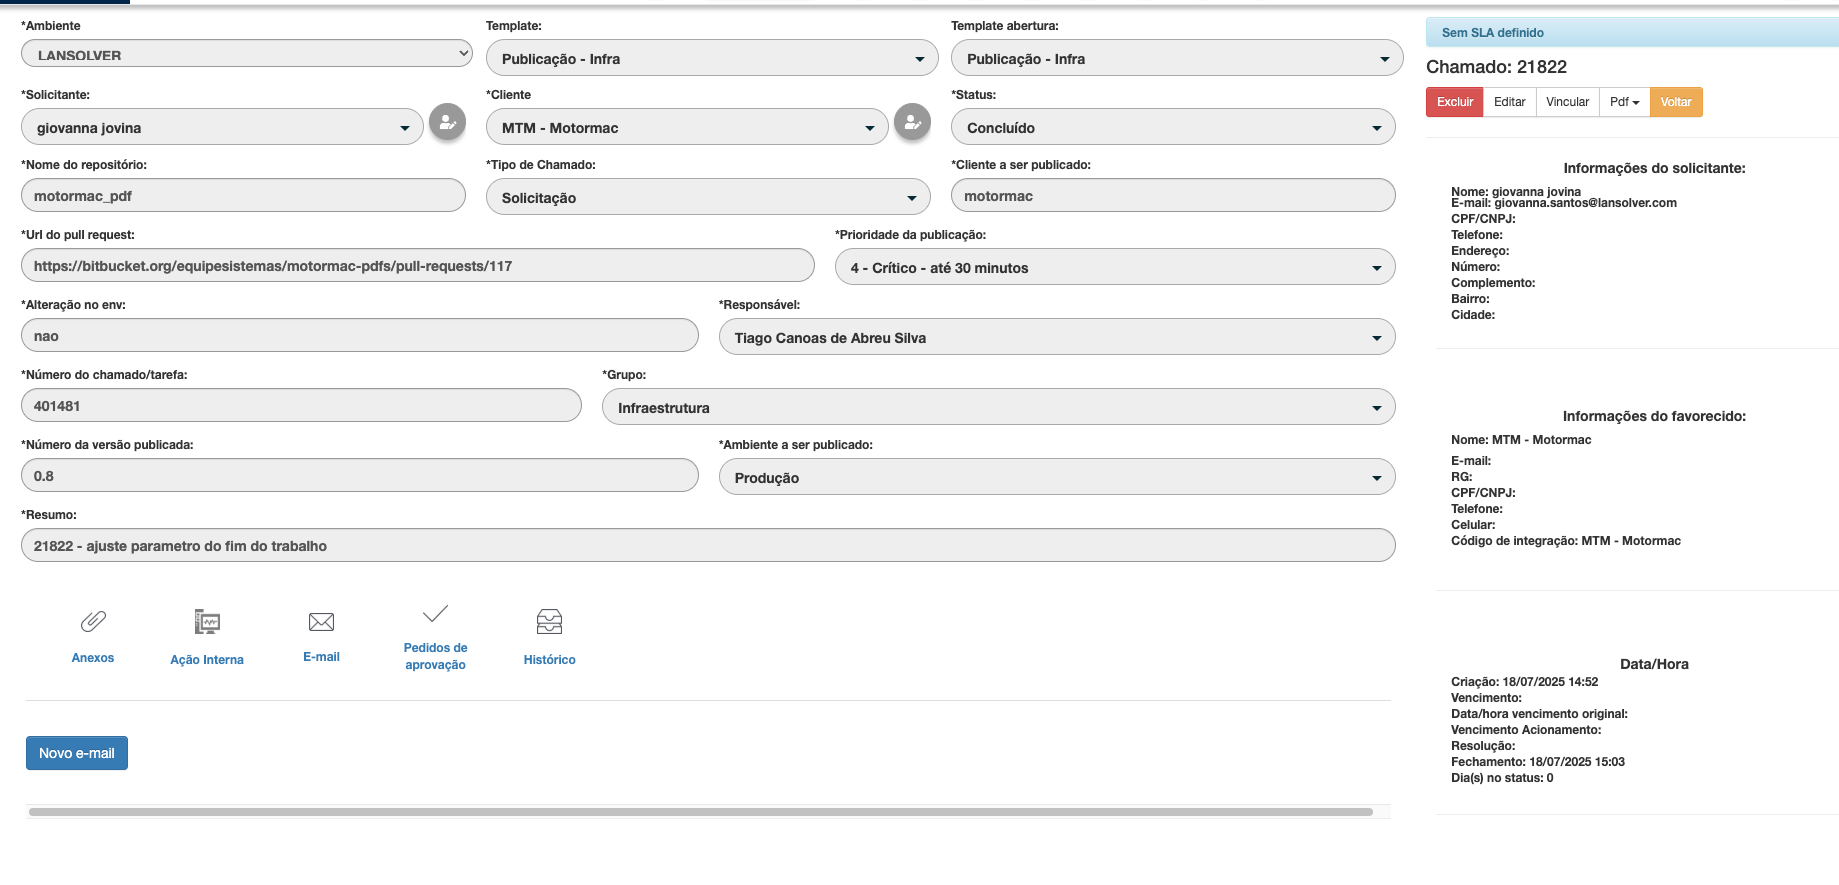 *Ambiente
LANSOLVER
Template:
Publicação - Infra
Template abertura:
Publicação - Infra
*Solicitante:
giovanna jovina
*Cliente
MTM - Motormac
*Status:
Concluído
*Nome do repositório:
motormac_pdf
*Tipo de Chamado:
Solicitação
*Cliente a ser publicado:
motormac
*Url do pull request:
https://bitbucket.org/equipesistemas/motormac-pdfs/pull-requests/117
*Prioridade da publicação:
4 - Crítico - até 30 minutos
*Alteração no env:
nao
*Responsável:
Tiago Canoas de Abreu Silva
*Número do chamado/tarefa:
401481
*Grupo:
Infraestrutura
*Número da versão publicada:
0.8
*Ambiente a ser publicado:
Produção
*Resumo:
21822 - ajuste parametro do fim do trabalho
Anexos
Ação Interna
E-mail
Pedidos de
aprovação
Histórico
Novo e-mail
Sem SLA definido
Chamado: 21822
Excluir
Editar
Vincular
Pdf
Voltar
Informações do solicitante:
Nome: giovanna jovina
E-mail: giovanna.santos@lansolver.com
CPF/CNPJ:
Telefone:
Endereço:
Número:
Complemento:
Bairro:
Cidade:
Informações do favorecido:
Nome: MTM - Motormac
E-mail:
RG:
CPF/CNPJ:
Telefone:
Celular:
Código de integração: MTM - Motormac
Data/Hora
Criação: 18/07/2025 14:52
Vencimento:
Data/hora vencimento original:
Vencimento Acionamento:
Resolução:
Fechamento: 18/07/2025 15:03
Dia(s) no status: 0